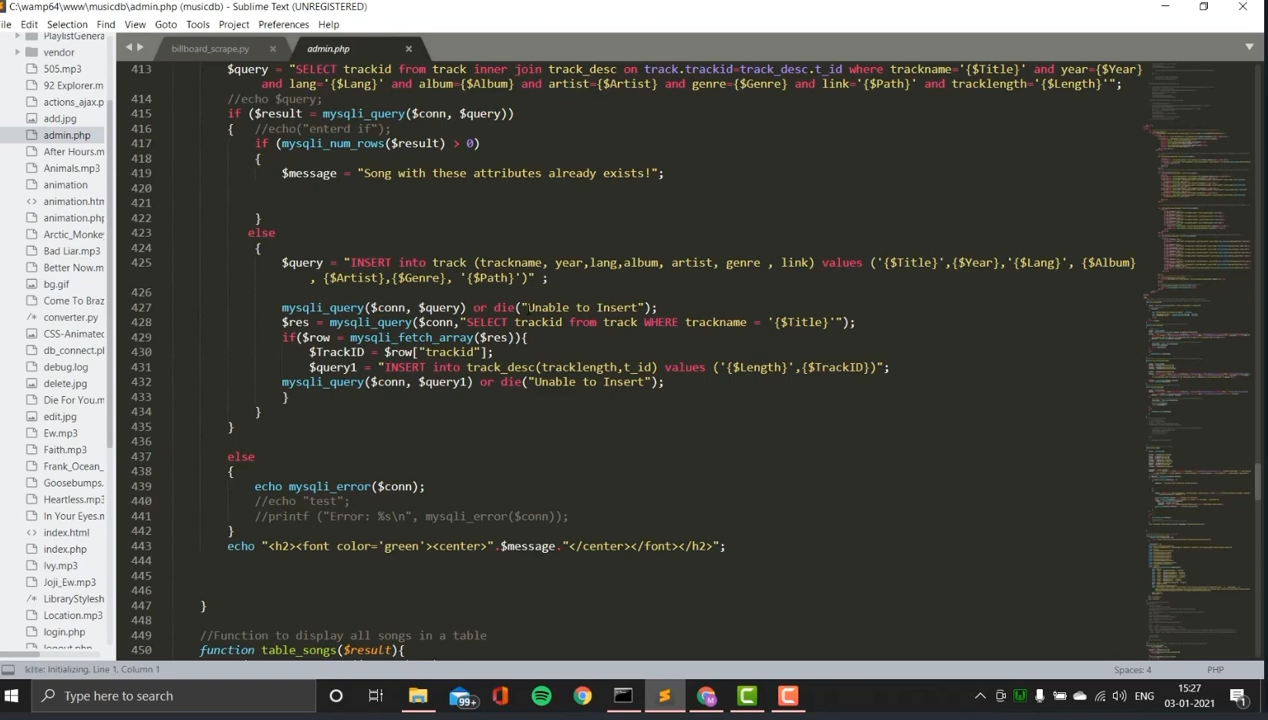 C:\wamp64\www\musicdb\admin.php (musicdb) - Sublime Text (UNREGISTERED)
File Edit Selection Find View Goto Tools Project Preferences Help
PlaylistGenera
vendor
505.mp3
92 Explorer.m
actions_ajax.p
add.jpg
admin.php
After Hours.m
Animals.mp3
animation
animation.htm
animation.php
Arctic_Monke
Bad Liar.mp3
Better Now.m
bg.gif
Come To Braz
converter.py
CSS-Animated
db_connect.p
debug.log
delete.jpg
Die For You.m
edit.jpg
Ew.mp3
Faith.mp3
Frank_Ocean_
Goosebumps.
Heartless.mp3
In Your Eyes.m
index.html
index.php
Ivy.mp3
Joji_Ew.mp3
LibraryStylesh
Location.mp3
login.php
logout.php
billboard_scrape.py × admin.php ×
413 $query = "SELECT trackid from track inner join track_desc on track.trackid=track_desc.t_id where trackname='{$Title}' and year={$Year}
and lang='{$Lang}' and album={$Album} and artist={$Artist} and genre={$Genre} and link='{$Path}' and tracklength='{$Length}'";
414 //echo $query;
415 if ($result = mysqli_query($conn, $query))
416 { //echo("enterd if");
417 if (mysqli_num_rows($result) > 0)
418 {
419 $message = "Song with these attributes already exists!";
420
421
422 }
423 else
424 {
425 $query = "INSERT into track (trackname, year,lang,album, artist, genre , link) values ('{$Title}',{$Year},'{$Lang}', {$Album}
, {$Artist},{$Genre}, '{$Path}')" ;
426
427 mysqli_query($conn, $query) or die("Unable to Insert");
428 $res = mysqli_query($conn,"SELECT trackid from track WHERE trackname = '{$Title}'");
429 if($row = mysqli_fetch_array($res)){
430 $TrackID = $row["trackid"];
431 $query1 = "INSERT into track_desc(tracklength,t_id) values ('{$Length}',{$TrackID})";
432 mysqli_query($conn, $query1) or die("Unable to Insert");
433 }
434 }
435 }
436
437 else
438 {
439 echo mysqli_error($conn);
440 //echo "test";
441 //printf ("Error: %s\n", mysqli_error($conn));
442 }
443 echo "<h2><font color='green'><center>".$message."</center></font></h2>";
444
445
446
447 }
448
449 //Function to display all songs in a table
450 function table_songs($result){
Initializing, Line 1, Column 1 Spaces: 4 PHP
Type here to search
99+
ENG
15:27
03-01-2021
1